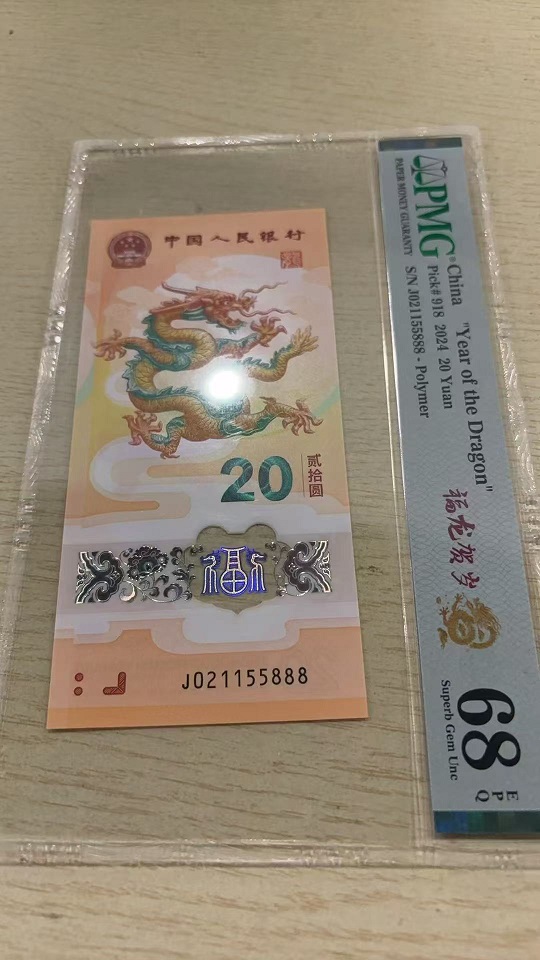 中国人民银行
20
贰拾圆
福
J021155888
PMG®
PAPER MONEY GUARANTY
China "Year of the Dragon"
Pick# 918 2024 20 Yuan
S/N J021155888 - Polymer
福龙贺岁
68
EPQ
Superb Gem Unc